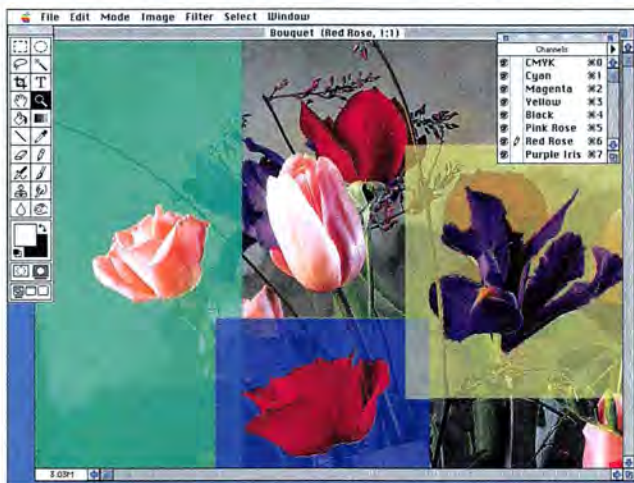 File Edit Mode Image Filter Select Window
Bouquet (Red Rose, 1:1)
Channels
CMYK ⌘0
Cyan ⌘1
Magenta ⌘2
Yellow ⌘3
Black ⌘4
Pink Rose ⌘5
Red Rose ⌘6
Purple Iris ⌘7
T
3.03M